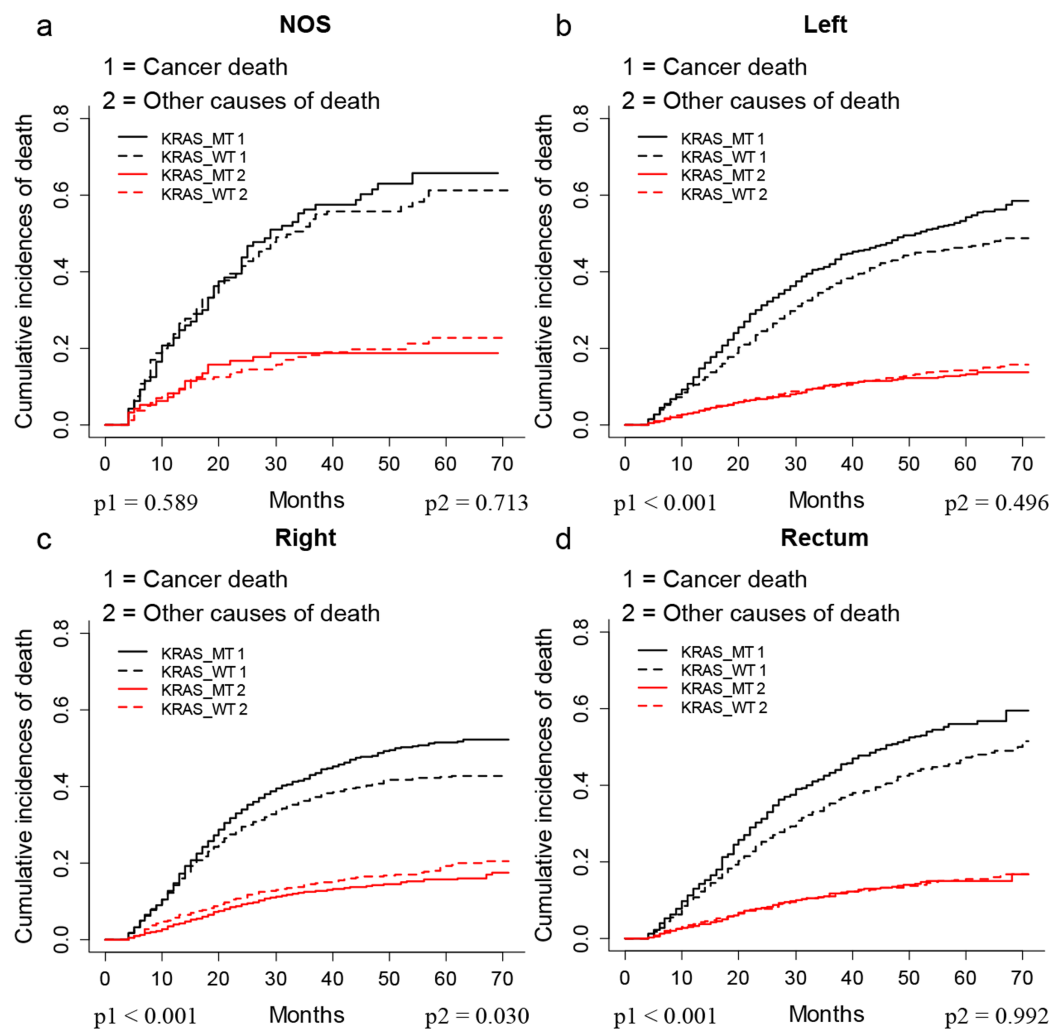 a
NOS
1 = Cancer death
2 = Other causes of death
KRAS_MT 1
KRAS_WT 1
KRAS_MT 2
KRAS_WT 2
Cumulative incidences of death
0.0
0.2
0.4
0.6
0.8
0 10 20 30 40 50 60 70
Months
p1 = 0.589
p2 = 0.713
b
Left
1 = Cancer death
2 = Other causes of death
KRAS_MT 1
KRAS_WT 1
KRAS_MT 2
KRAS_WT 2
Cumulative incidences of death
0.0
0.2
0.4
0.6
0.8
0 10 20 30 40 50 60 70
Months
p1 < 0.001
p2 = 0.496
c
Right
1 = Cancer death
2 = Other causes of death
KRAS_MT 1
KRAS_WT 1
KRAS_MT 2
KRAS_WT 2
Cumulative incidences of death
0.0
0.2
0.4
0.6
0.8
0 10 20 30 40 50 60 70
Months
p1 < 0.001
p2 = 0.030
d
Rectum
1 = Cancer death
2 = Other causes of death
KRAS_MT 1
KRAS_WT 1
KRAS_MT 2
KRAS_WT 2
Cumulative incidences of death
0.0
0.2
0.4
0.6
0.8
0 10 20 30 40 50 60 70
Months
p1 < 0.001
p2 = 0.992